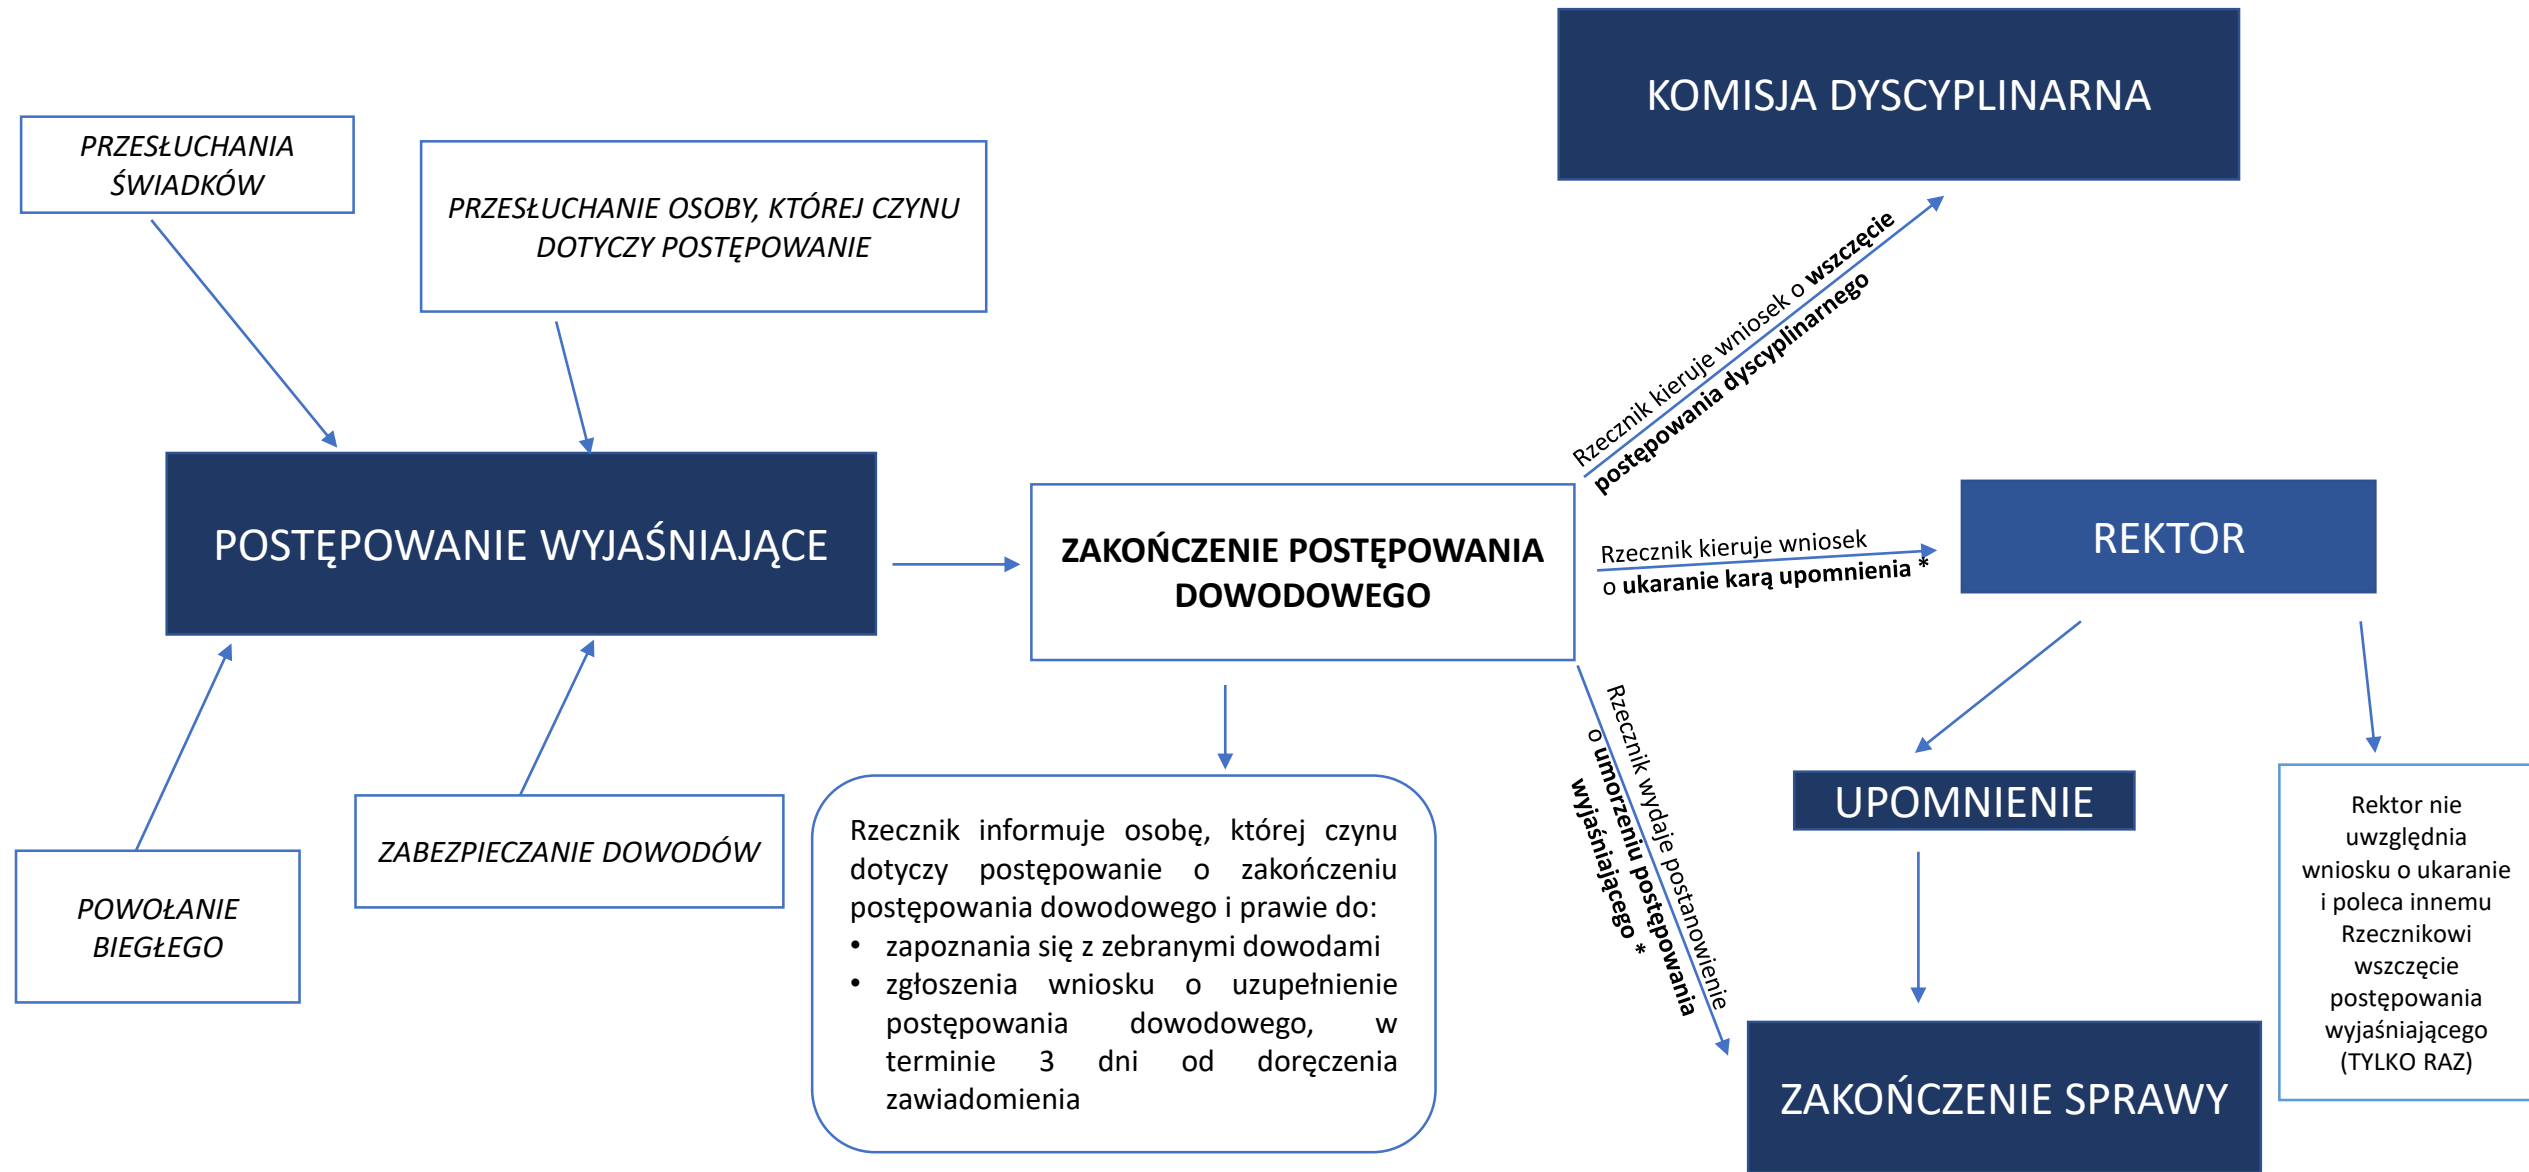 KOMISJA DYSCYPLINARNA
PRZESŁUCHANIA
ŚWIADKÓW
PRZESŁUCHANIE OSOBY, KTÓREJ CZYNU
DOTYCZY POSTĘPOWANIE
Rzecznik kieruje wniosek o wszczęcie
postępowania dyscyplinarnego
POSTĘPOWANIE WYJAŚNIAJĄCE
ZAKOŃCZENIE POSTĘPOWANIA
DOWODOWEGO
Rzecznik kieruje wniosek
o ukaranie karą upomnienia *
REKTOR
Rzecznik wydaje postanowienie
o umorzeniu postępowania
wyjaśniającego *
UPOMNIENIE
Rektor nie
uwzględnia
wniosku o ukaranie
i poleca innemu
Rzecznikowi
wszczęcie
postępowania
wyjaśniającego
(TYLKO RAZ)
ZABEZPIECZANIE DOWODÓW
POWOŁANIE
BIEGŁEGO
Rzecznik informuje osobę, której czynu
dotyczy postępowanie o zakończeniu
postępowania dowodowego i prawie do:
• zapoznania się z zebranymi dowodami
• zgłoszenia wniosku o uzupełnienie
postępowania dowodowego, w
terminie 3 dni od doręczenia
zawiadomienia
ZAKOŃCZENIE SPRAWY